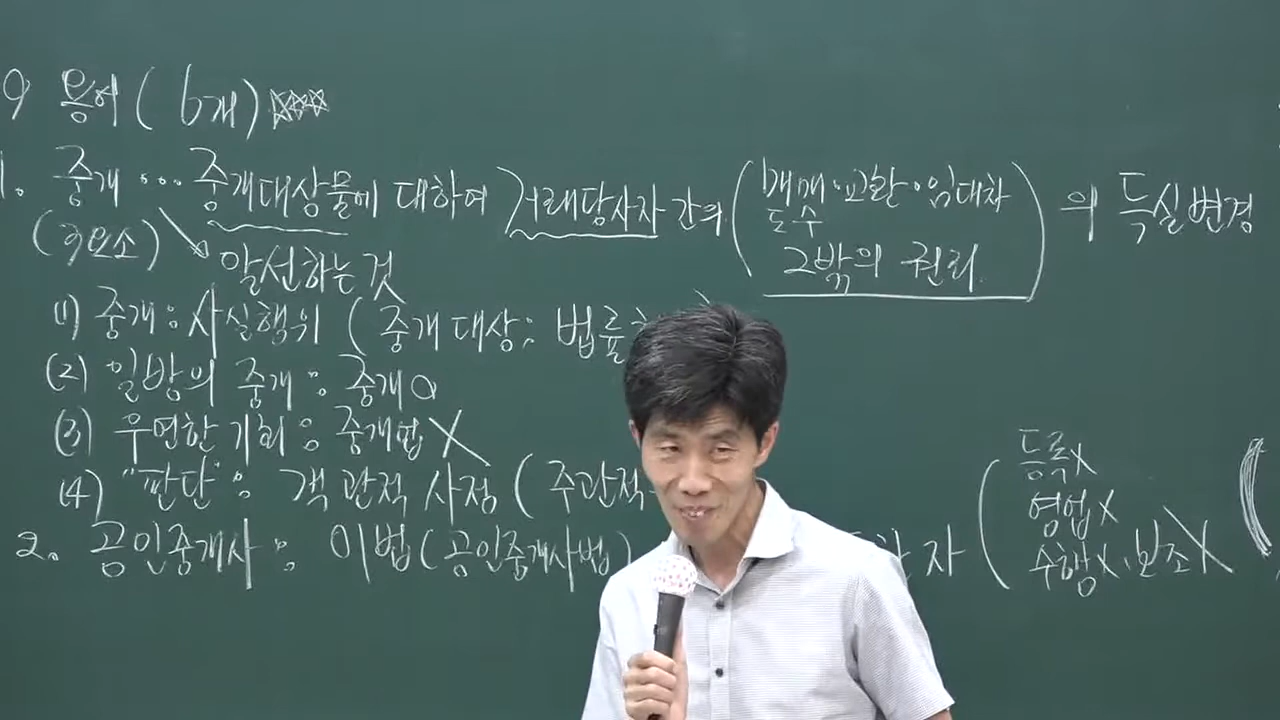 용어 ( 6개 )
1. 중개 … 중개대상물에 대하여 거래당사자 간의 ( 매매·교환·임대차 그 밖의 권리 ) 의 득실변경
(3요소) 알선하는 것
(1) 중개 : 사실행위 ( 중개대상 : 법률
(2) 일방의 중개 : 중개 O
(3) 우연한 기회 : 중개업 X
(4) "판단" : 객관적 사정 ( 주관적
2. 공인중개사 : 이법 ( 공인중개사법 ) 자 ( 등록X
영업X
수행X, 보조X